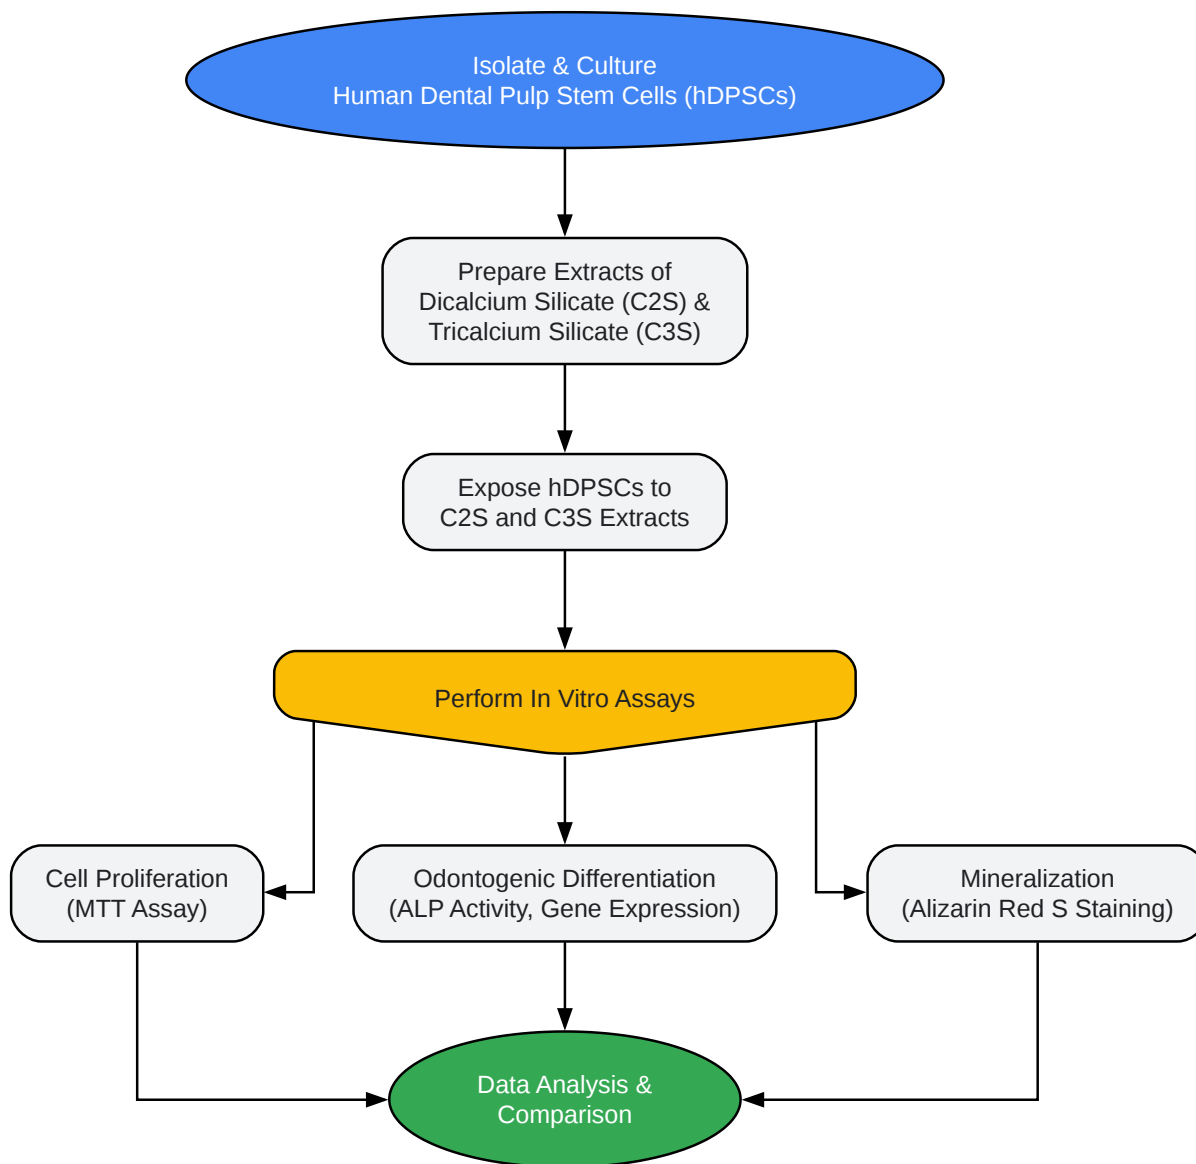 Isolate & Culture
Human Dental Pulp Stem Cells (hDPSCs)
Prepare Extracts of
Dicalcium Silicate (C2S) &
Tricalcium Silicate (C3S)
Expose hDPSCs to
C2S and C3S Extracts
Perform In Vitro Assays
Cell Proliferation
(MTT Assay)
Odontogenic Differentiation
(ALP Activity, Gene Expression)
Mineralization
(Alizarin Red S Staining)
Data Analysis &
Comparison